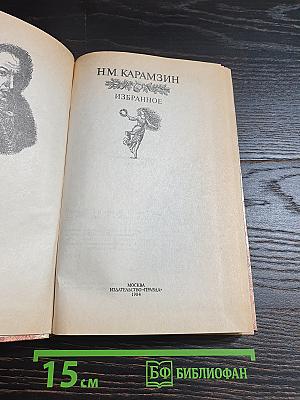 Н.М. КАРАМЗИН
ИЗБРАННОЕ
МОСКВА
ИЗДАТЕЛЬСТВО «ПРАВДА»
1984
15 см
БФ БИБЛИОФАН